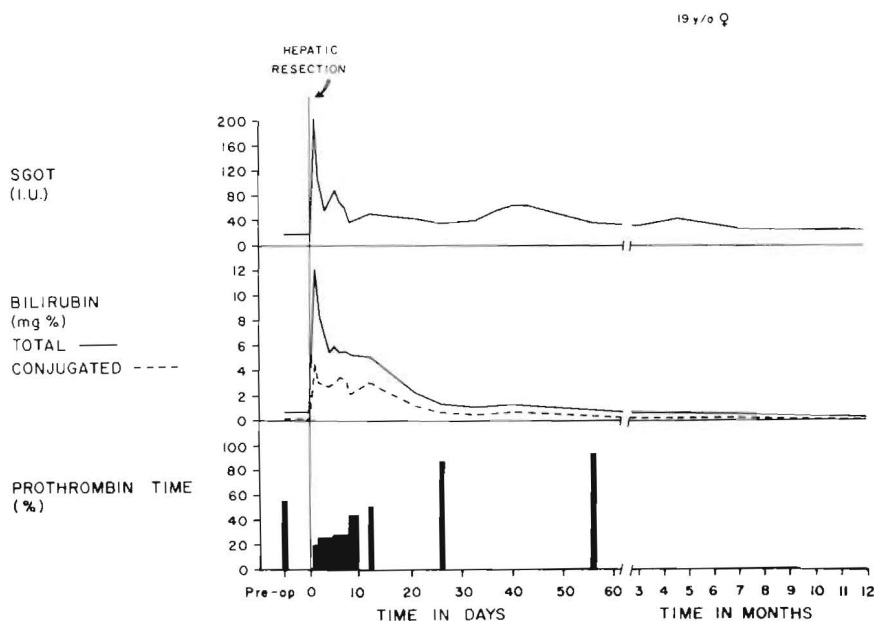 19 y/o ♀
HEPATIC
RESECTION
SGOT
(I.U.)
200
160
120
80
40
0
BILIRUBIN
(mg %)
TOTAL ——
CONJUGATED ----
12
10
8
6
4
2
0
PROTHROMBIN TIME
(%)
100
80
60
40
20
0
Pre-op 0 10 20 30 40 50 60 3 4 5 6 7 8 9 10 11 12
TIME IN DAYS TIME IN MONTHS